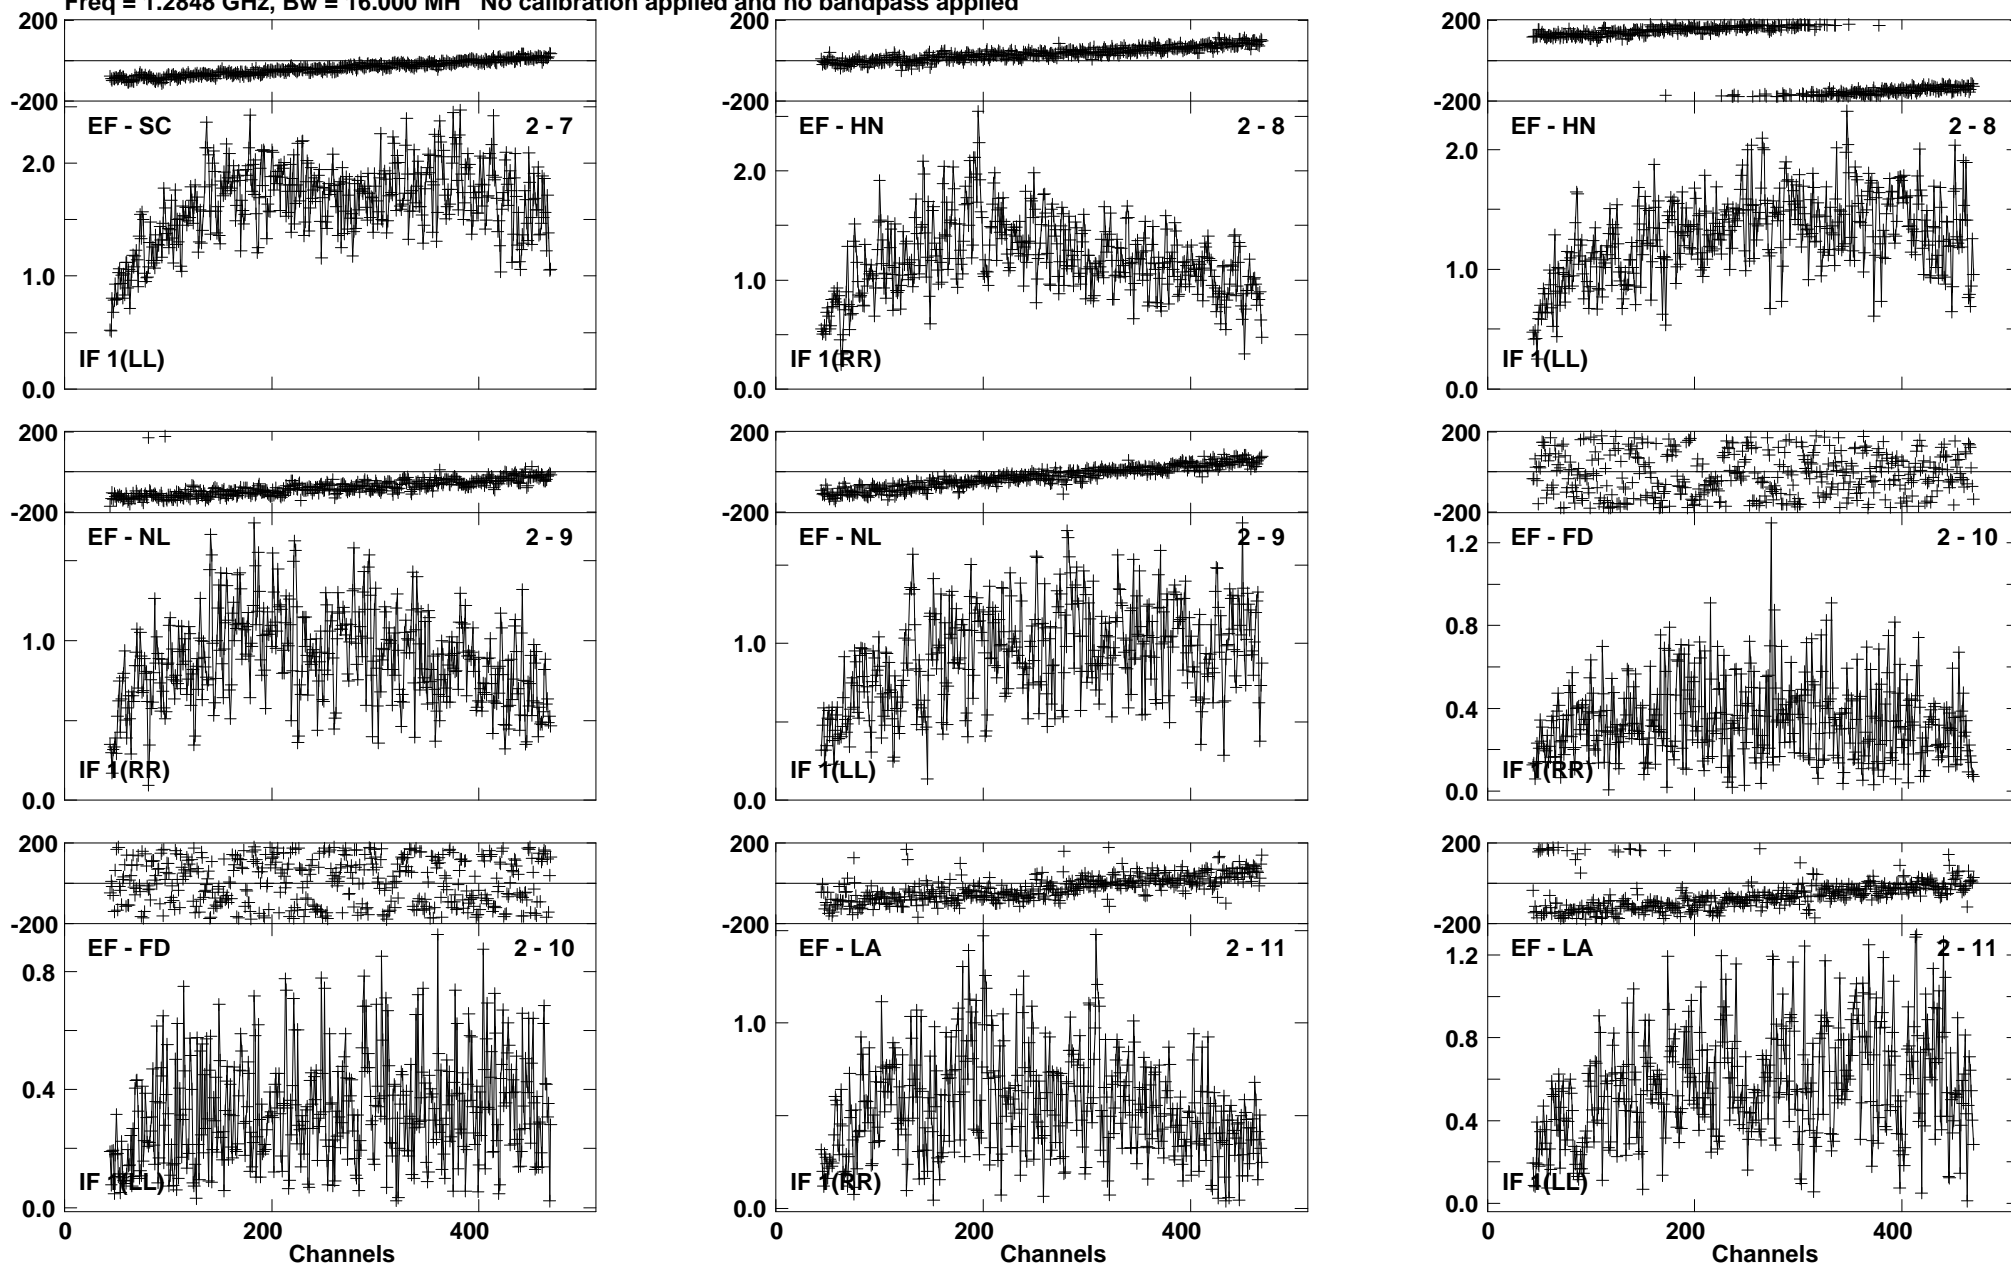 Freq = 1.2848 GHz, Bw = 16.000 MH No calibration applied and no bandpass applied
200
-200
EF - SC 2 - 7
2.0
1.0
IF 1(LL)
0.0
200
-200
EF - HN 2 - 8
2.0
1.0
IF 1(RR)
0.0
200
-200
EF - HN 2 - 8
2.0
1.0
IF 1(LL)
0.0
200
-200
EF - NL 2 - 9
1.0
IF 1(RR)
0.0
200
-200
EF - NL 2 - 9
1.0
IF 1(LL)
0.0
200
-200
EF - FD 2 - 10
1.2
0.8
0.4
IF 1(RR)
0.0
200
-200
EF - FD 2 - 10
0.8
0.4
IF 1(LL)
0.0
0 200 400
Channels
200
-200
EF - LA 2 - 11
1.0
IF 1(RR)
0.0
0 200 400
Channels
200
-200
EF - LA 2 - 11
1.2
0.8
0.4
IF 1(LL)
0.0
0 200 400
Channels